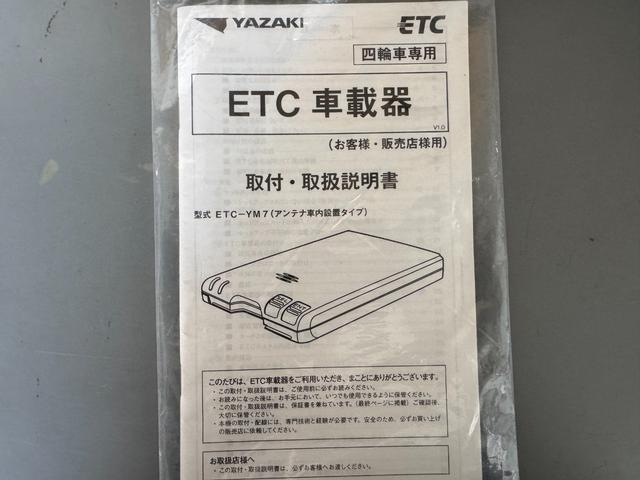 YAZAKI ETC
四輪車専用
ETC 車載器
V1.0
(お客様・販売店様用)
取付・取扱説明書
型式 ETC-YM7(アンテナ車内設置タイプ)
このたびは、ETC車載器をご利用いただき、まことにありがとうございます。
・この取付・取扱説明書は、ご使用前に必ずお読みください。
・お読みになった後は、お手元において、いつでも使用できるように保管ください。
・この取付・取扱説明書は、保証書を兼ねています。(最終ページに掲載)ご確認後、
大切に保管ください。
・本機の取付・配線には、専門技術と経験が必要です。安全のため、必ずお買い上げ
の販売店に依頼してください。
お取扱店様へ
・この取付・取扱説明書は、必ずお客様へお渡しください。